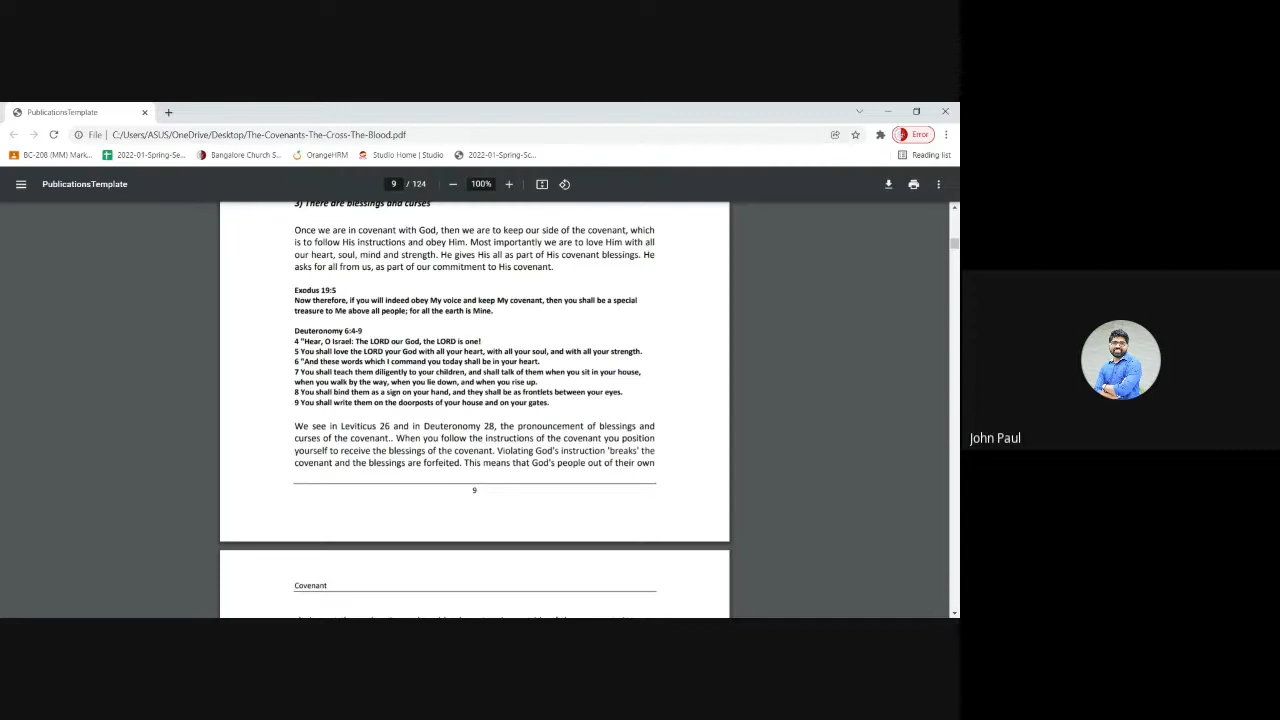 PublicationsTemplate
File
C:/Users/ASUS/OneDrive/Desktop/The-Covenants-The-Cross-The-Blood.pdf
Error
BC-208 (MM) Mark...
2022-01-Spring-Se...
Bangalore Church S...
OrangeHRM
Studio Home | Studio
2022-01-Spring-Sc...
Reading list
PublicationsTemplate
9 / 124
100%
3) There are blessings and curses
Once we are in covenant with God, then we are to keep our side of the covenant, which
is to follow His instructions and obey Him. Most importantly we are to love Him with all
our heart, soul, mind and strength. He gives His all as part of His covenant blessings. He
asks for all from us, as part of our commitment to His covenant.
Exodus 19:5
Now therefore, if you will indeed obey My voice and keep My covenant, then you shall be a special
treasure to Me above all people; for all the earth is Mine.
Deuteronomy 6:4-9
4 "Hear, O Israel: The LORD our God, the LORD is one!
5 You shall love the LORD your God with all your heart, with all your soul, and with all your strength.
6 "And these words which I command you today shall be in your heart.
7 You shall teach them diligently to your children, and shall talk of them when you sit in your house,
when you walk by the way, when you lie down, and when you rise up.
8 You shall bind them as a sign on your hand, and they shall be as frontlets between your eyes.
9 You shall write them on the doorposts of your house and on your gates.
We see in Leviticus 26 and in Deuteronomy 28, the pronouncement of blessings and
curses of the covenant.. When you follow the instructions of the covenant you position
yourself to receive the blessings of the covenant. Violating God's instruction 'breaks' the
covenant and the blessings are forfeited. This means that God's people out of their own
9
Covenant
John Paul